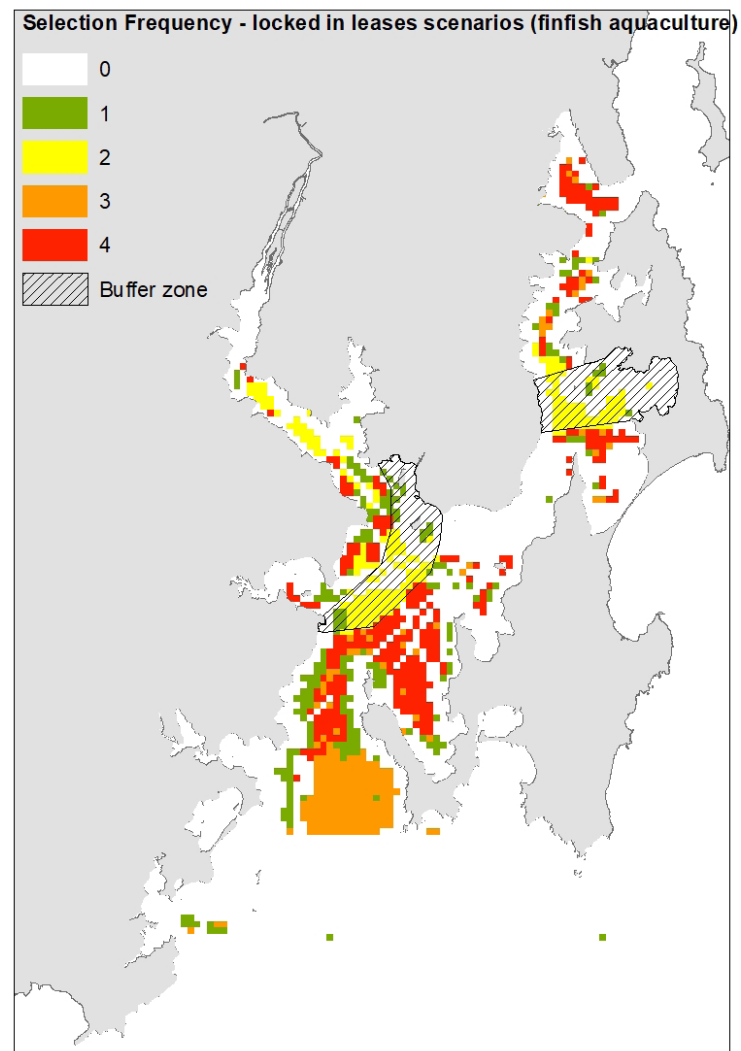 Selection Frequency - locked in leases scenarios (finfish aquaculture)
0
1
2
3
4
Buffer zone